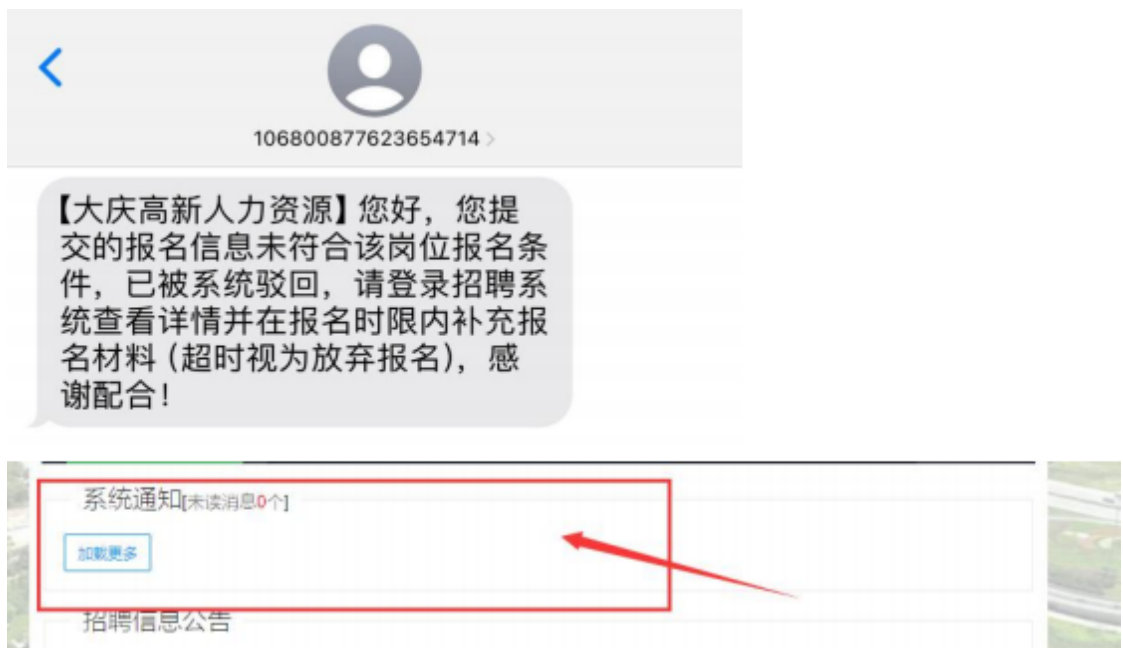 106800877623654714 >
【大庆高新人力资源】您好，您提
交的报名信息未符合该岗位报名条
件，已被系统驳回，请登录招聘系
统查看详情并在报名时限内补充报
名材料（超时视为放弃报名），感
谢配合！
系统通知[未读消息0个]
加载更多
招聘信息公告